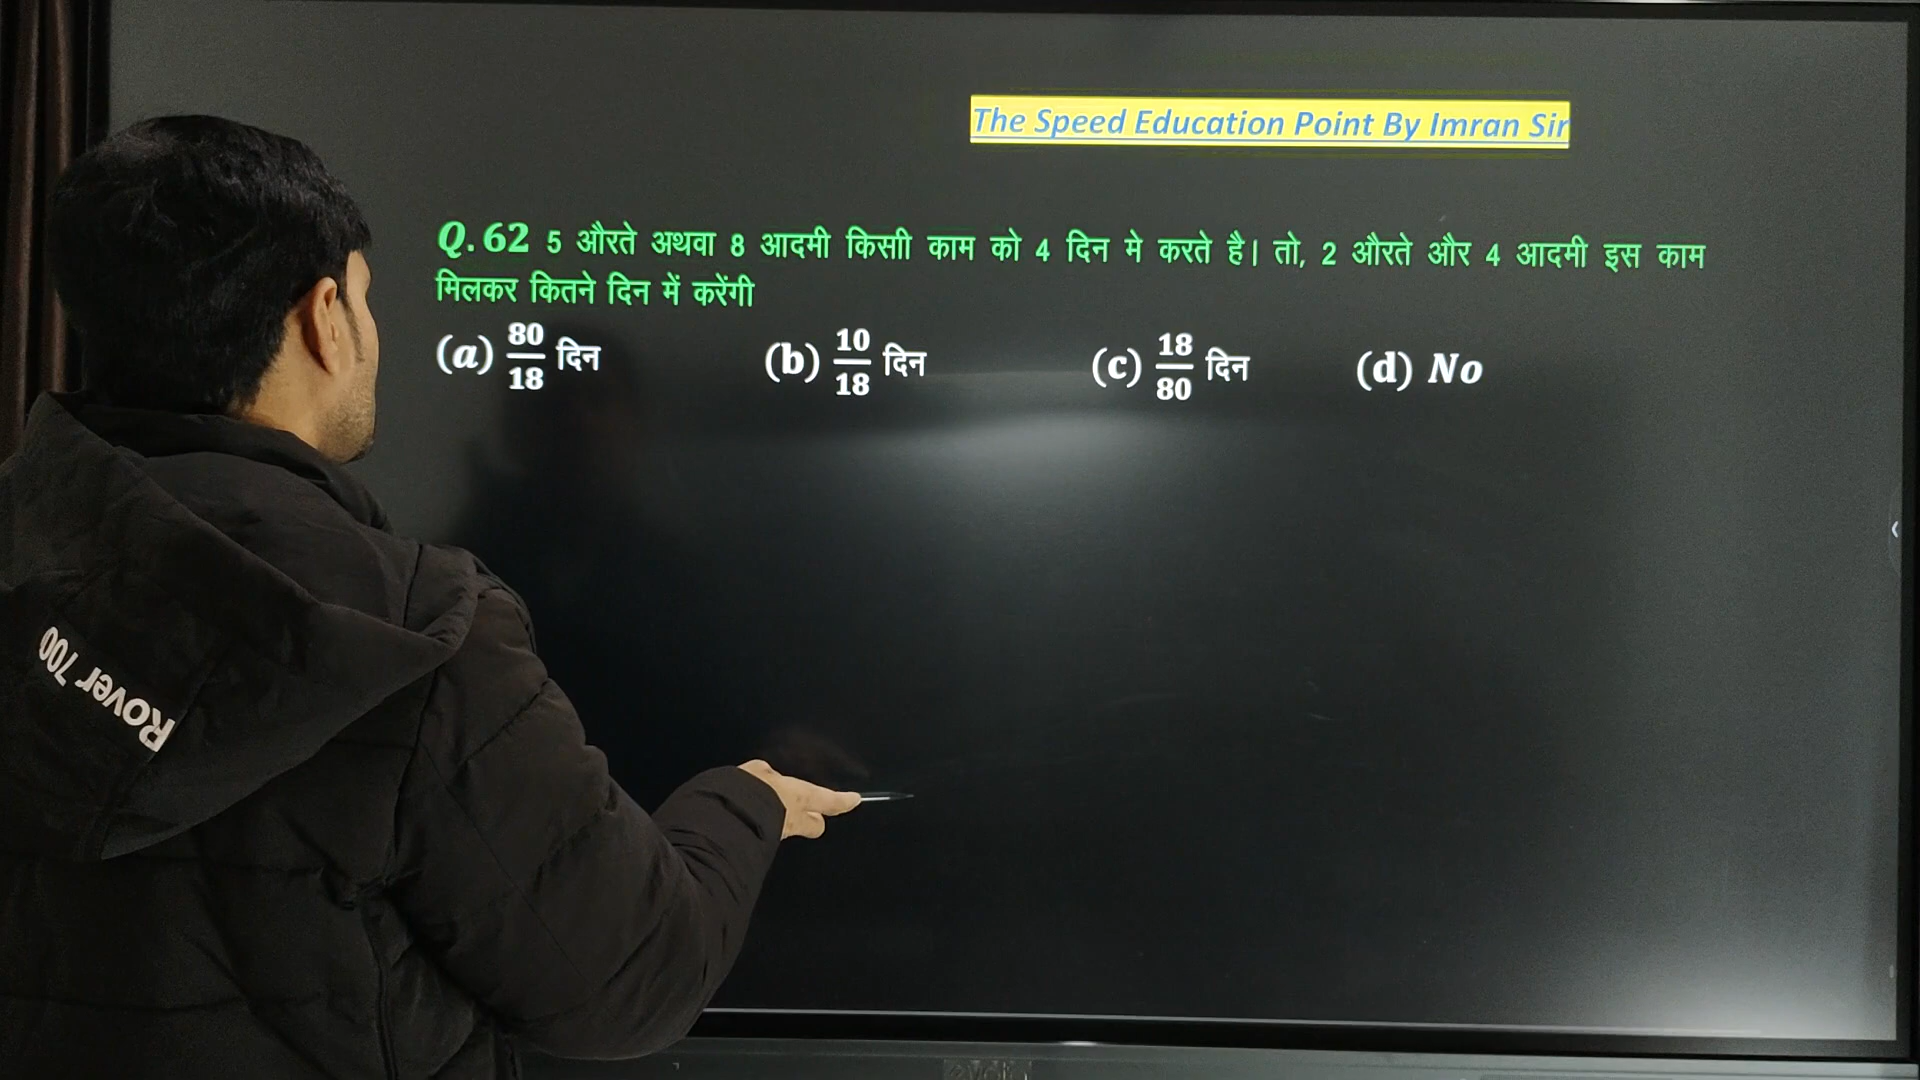 The Speed Education Point By Imran Sir
Q.62 5 औरते अथवा 8 आदमी किसाी काम को 4 दिन मे करते है। तो, 2 औरते और 4 आदमी इस काम
मिलकर कितने दिन में करेंगी
(a) 80/18 दिन (b) 10/18 दिन (c) 18/80 दिन (d) No
Rover 700